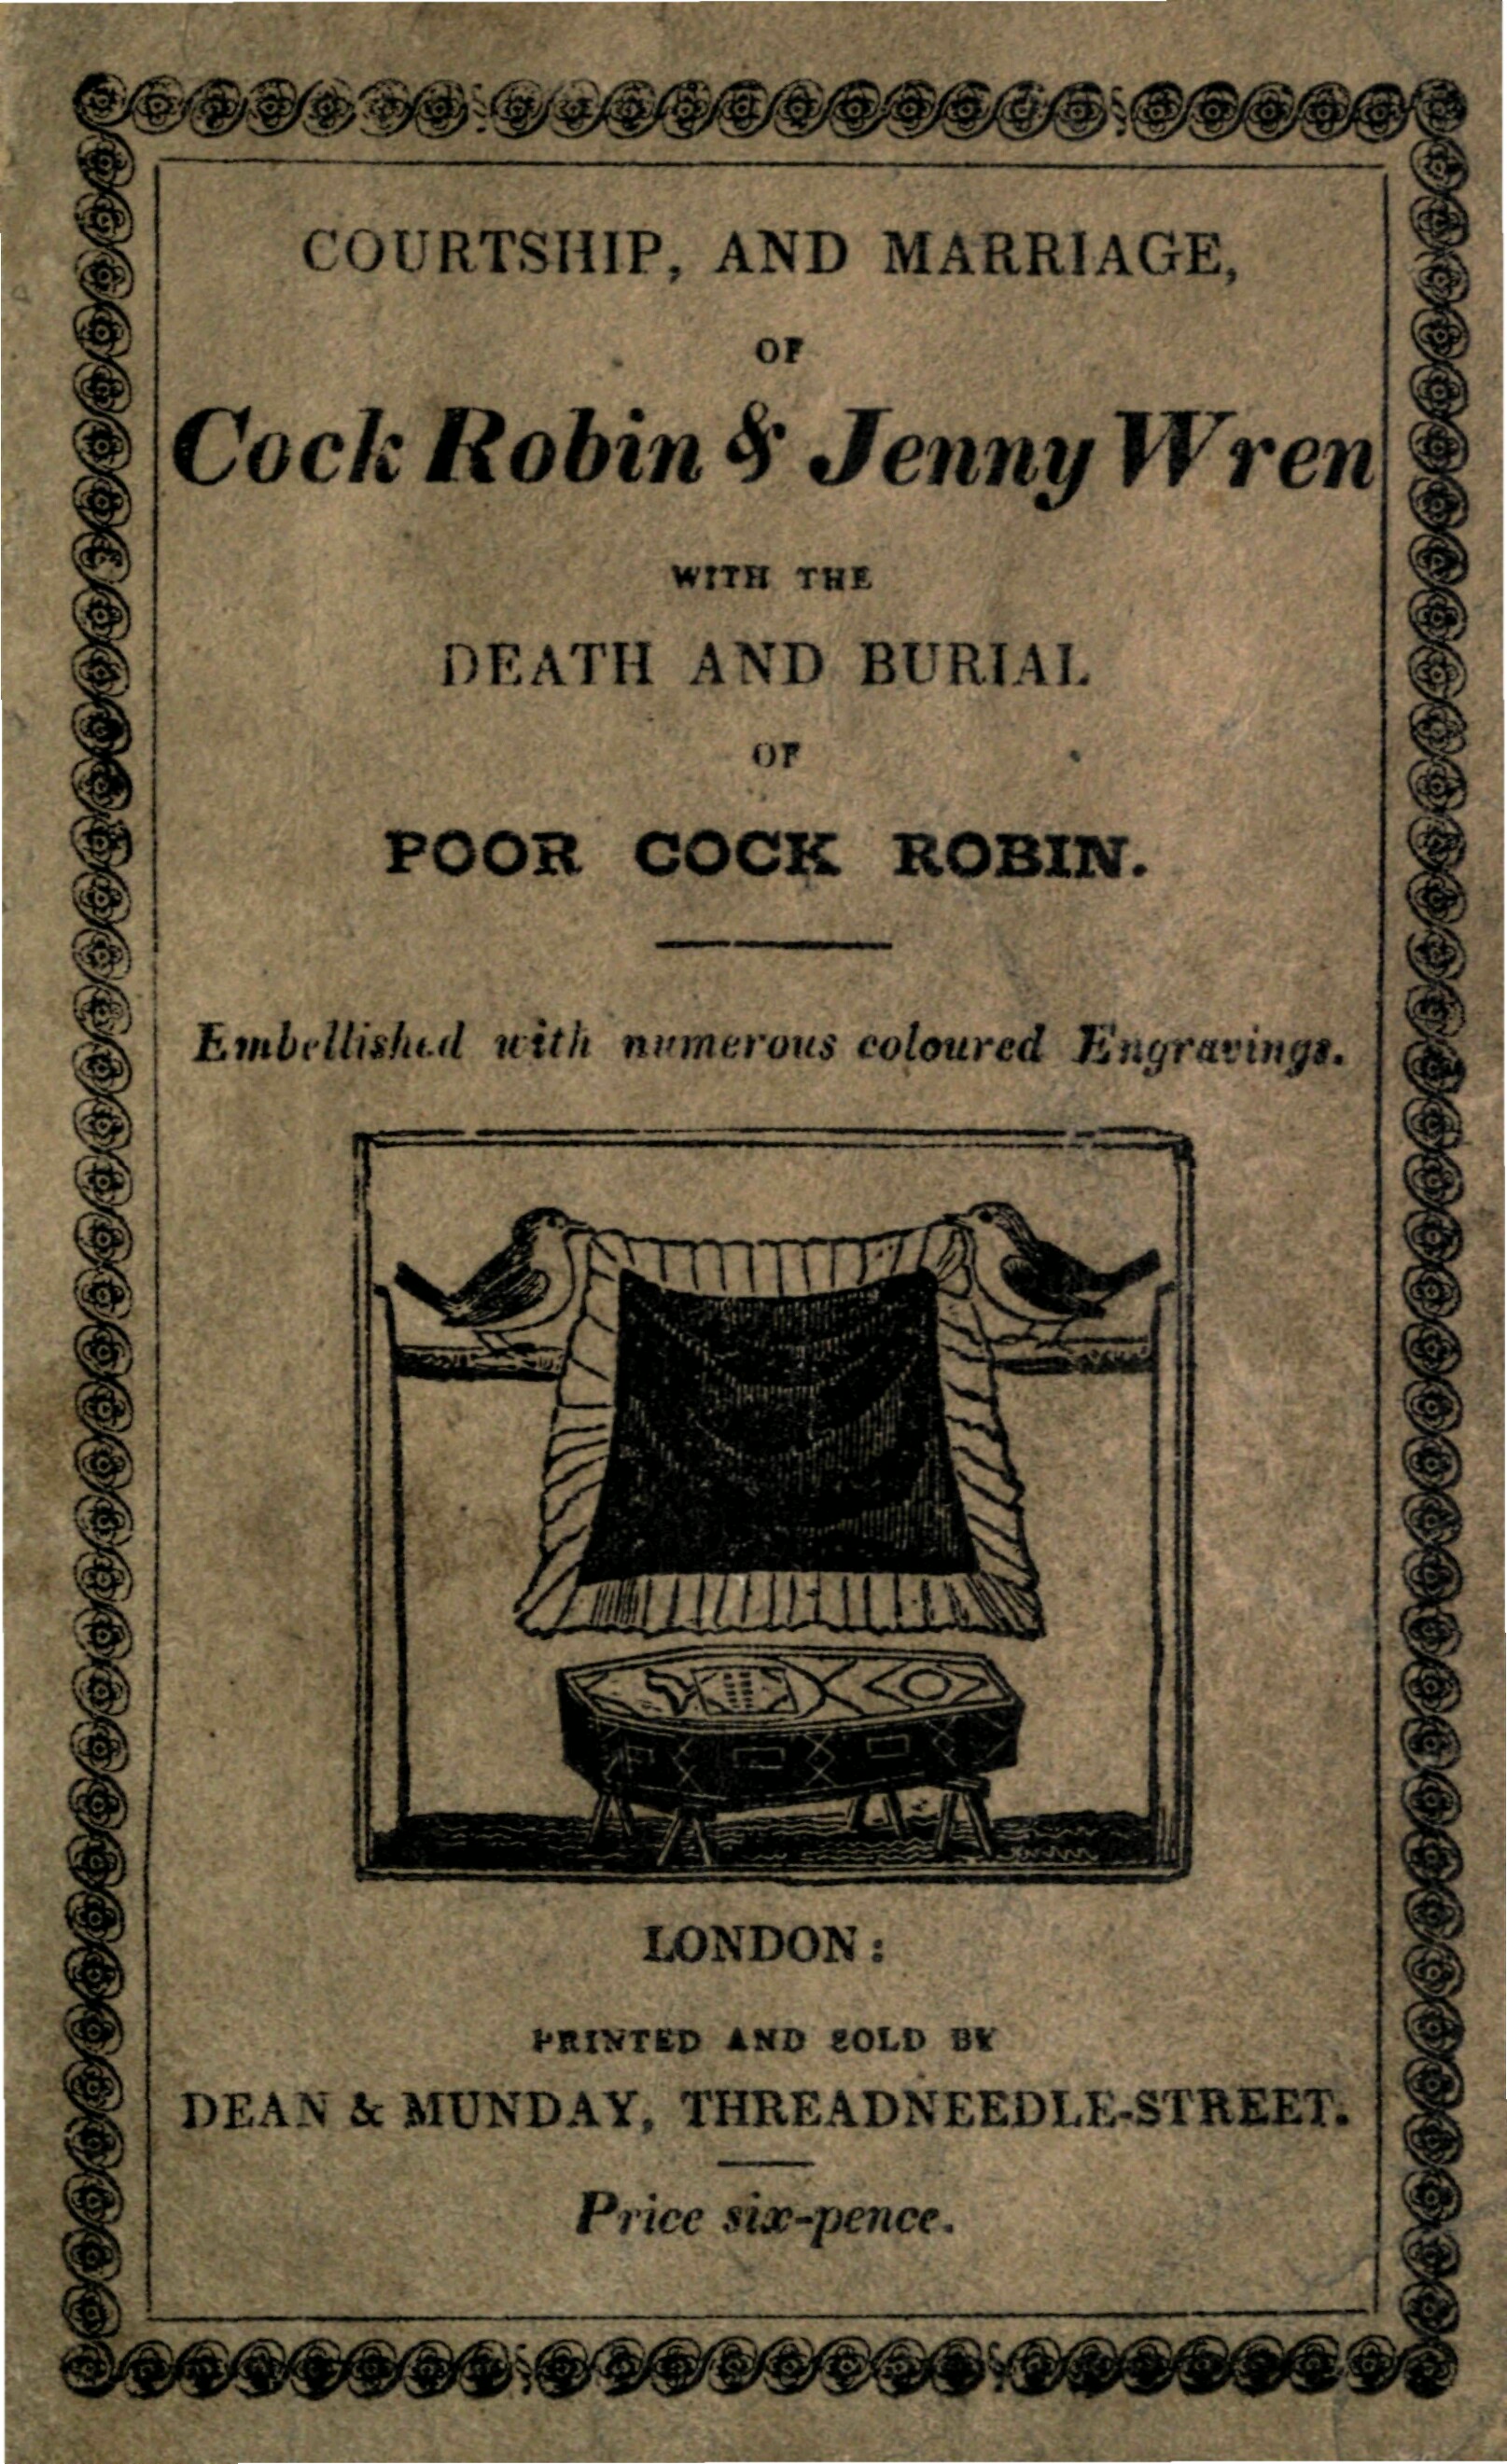 COURTSHIP, AND MARRIAGE,
OF
Cock Robin & Jenny Wren
WITH THE
DEATH AND BURIAL
OF
POOR COCK ROBIN.
Embellished with numerous coloured Engravings.
LONDON:
PRINTED AND SOLD BY
DEAN & MUNDAY, THREADNEEDLE-STREET.
Price six-pence.